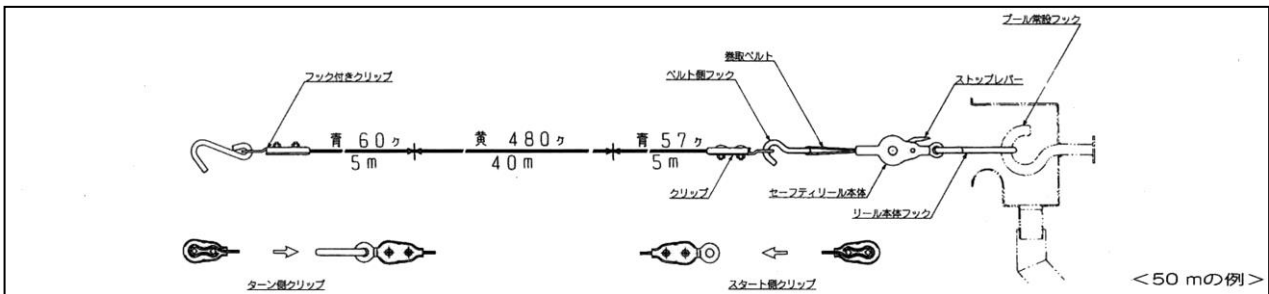 プール常設フック
巻取ベルト
フック付きクリップ
ベルト側フック
ストップレバー
青 60ヶ
黄 480ヶ
青 57ヶ
5m
40m
5m
クリップ
セーフティリール本体
リール本体フック
ターン側クリップ
スタート側クリップ
<50 mの例>